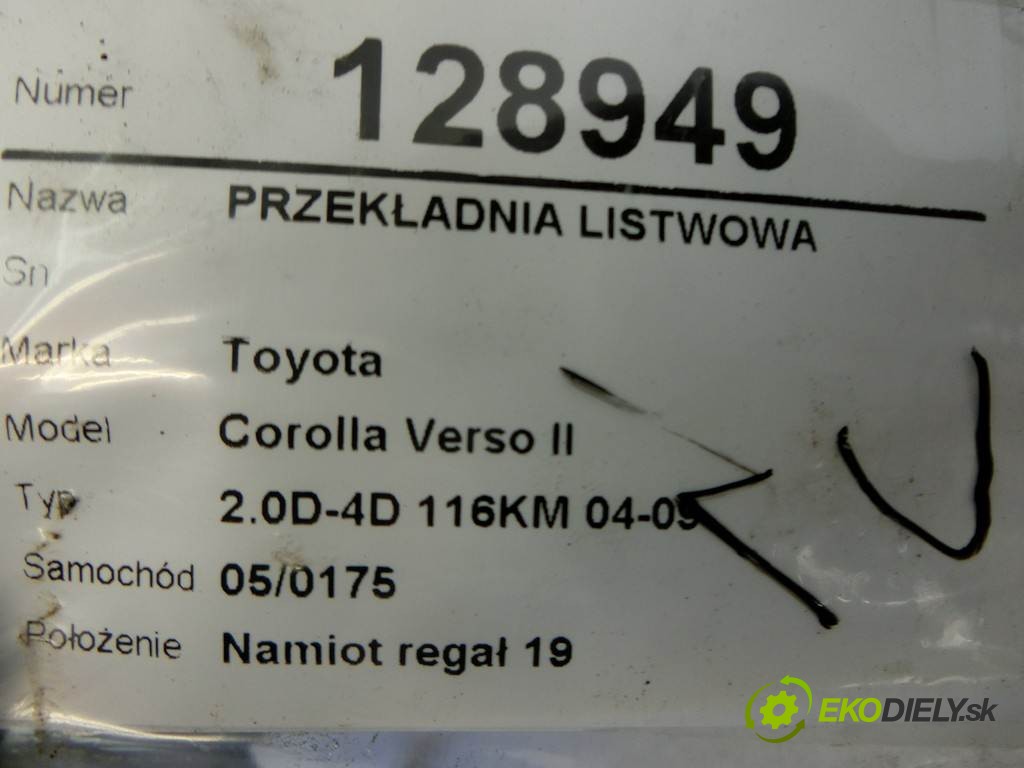 Numer 128949
Nazwa PRZEKŁADNIA LISTWOWA
Sn
Marka Toyota
Model Corolla Verso II
Typ 2.0D-4D 116KM 04-09
Samochód 05/0175
Położenie Namiot regał 19
EKODIELY.sk